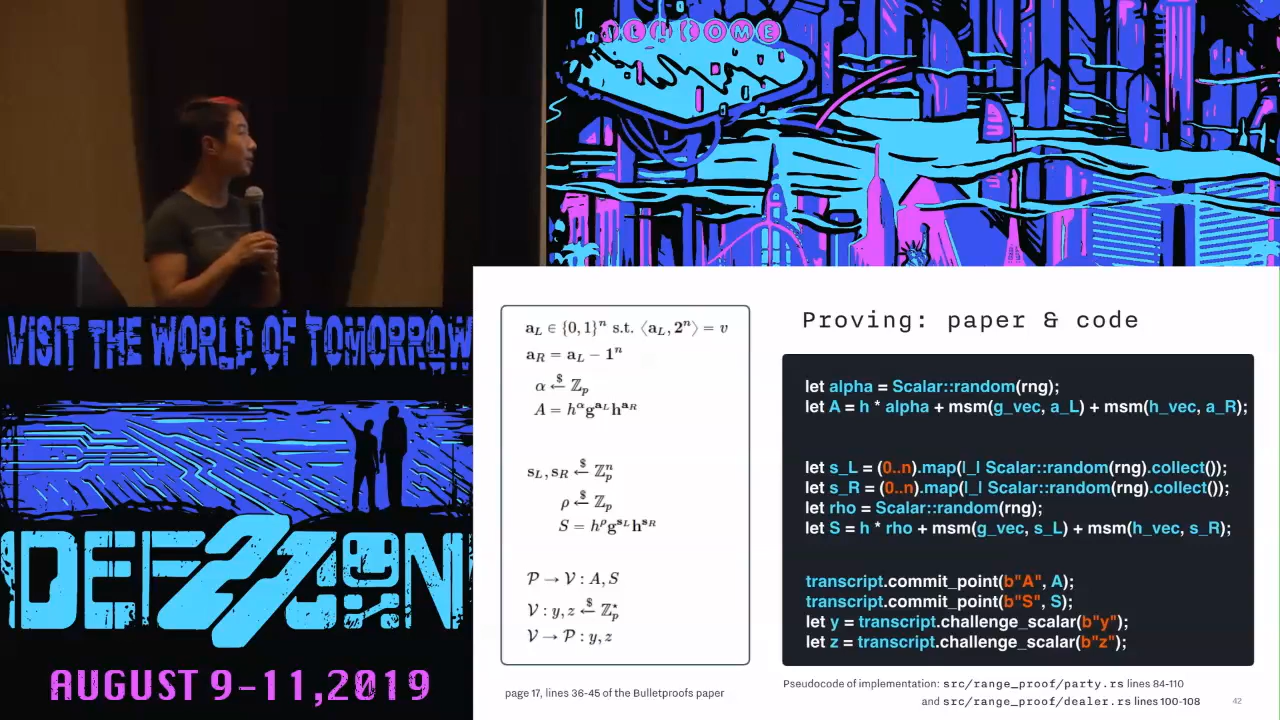 WELCOME
VISIT THE WORLD OF TOMORROW
DEF CON
27
AUGUST 9-11,2019
𝐚_L ∈ {0, 1}ⁿ s.t. ⟨𝐚_L, 𝟐ⁿ⟩ = v
𝐚_R = 𝐚_L − 𝟏ⁿ
α ←$ ℤ_p
A = h^α 𝐠^{𝐚_L} 𝐡^{𝐚_R}
𝐬_L, 𝐬_R ←$ ℤ_p^n
ρ ←$ ℤ_p
S = h^ρ 𝐠^{𝐬_L} 𝐡^{𝐬_R}
𝒫 → 𝒱 : A, S
𝒱 : y, z ←$ ℤ_p^⋆
𝒱 → 𝒫 : y, z
page 17, lines 36-45 of the Bulletproofs paper
Proving: paper & code
let alpha = Scalar::random(rng);
let A = h * alpha + msm(g_vec, a_L) + msm(h_vec, a_R);
let s_L = (0..n).map(|_| Scalar::random(rng).collect());
let s_R = (0..n).map(|_| Scalar::random(rng).collect());
let rho = Scalar::random(rng);
let S = h * rho + msm(g_vec, s_L) + msm(h_vec, s_R);
transcript.commit_point(b"A", A);
transcript.commit_point(b"S", S);
let y = transcript.challenge_scalar(b"y");
let z = transcript.challenge_scalar(b"z");
Pseudocode of implementation: src/range_proof/party.rs lines 84-110
and src/range_proof/dealer.rs lines 100-108
42